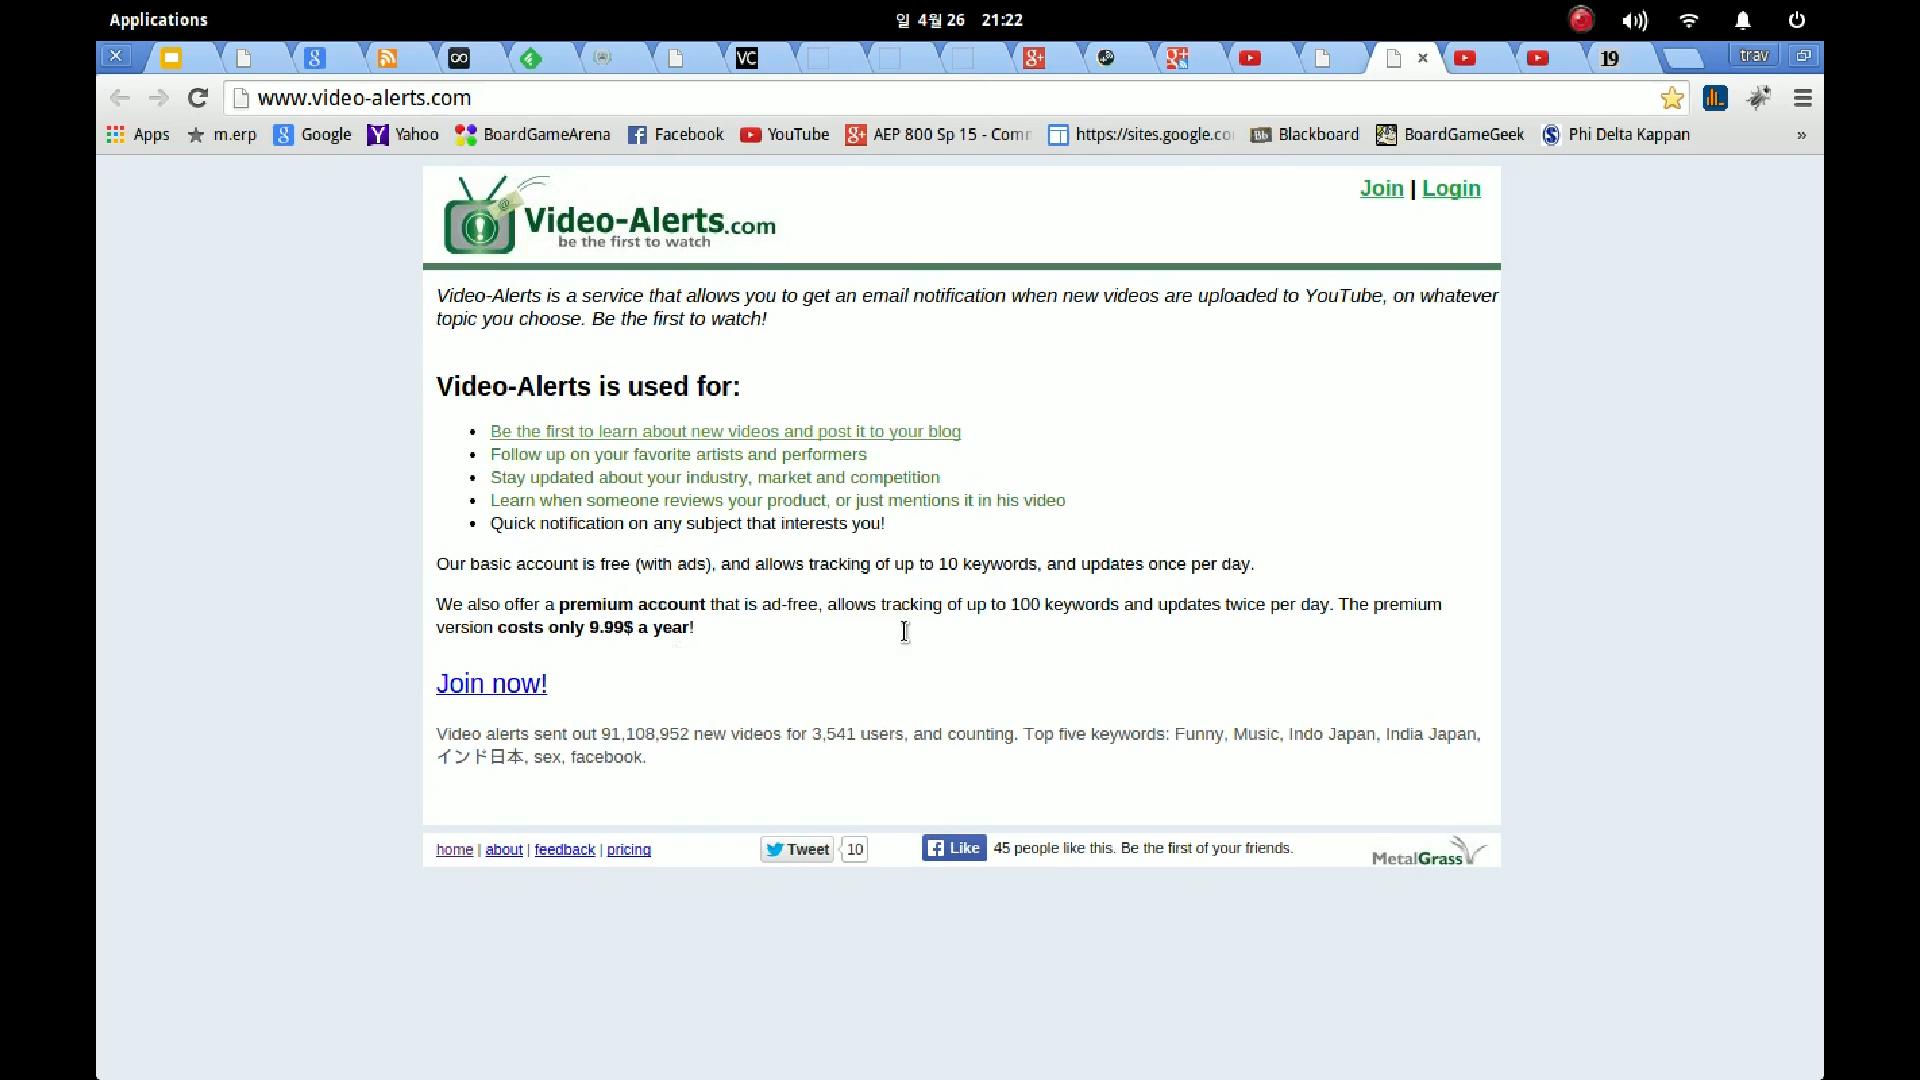 Applications
일 4월 26 21:22
VC
19
trav
www.video-alerts.com
Apps
m.erp
Google
Yahoo
BoardGameArena
Facebook
YouTube
AEP 800 Sp 15 - Com
https://sites.google.co
Blackboard
BoardGameGeek
Phi Delta Kappan
»
Join | Login
Video-Alerts.com
be the first to watch
Video-Alerts is a service that allows you to get an email notification when new videos are uploaded to YouTube, on whatever
topic you choose. Be the first to watch!
Video-Alerts is used for:
• Be the first to learn about new videos and post it to your blog
• Follow up on your favorite artists and performers
• Stay updated about your industry, market and competition
• Learn when someone reviews your product, or just mentions it in his video
• Quick notification on any subject that interests you!
Our basic account is free (with ads), and allows tracking of up to 10 keywords, and updates once per day.
We also offer a premium account that is ad-free, allows tracking of up to 100 keywords and updates twice per day. The premium
version costs only 9.99$ a year!
Join now!
Video alerts sent out 91,108,952 new videos for 3,541 users, and counting. Top five keywords: Funny, Music, Indo Japan, India Japan,
インド日本, sex, facebook.
home | about | feedback | pricing
Tweet 10
Like 45 people like this. Be the first of your friends.
MetalGrass